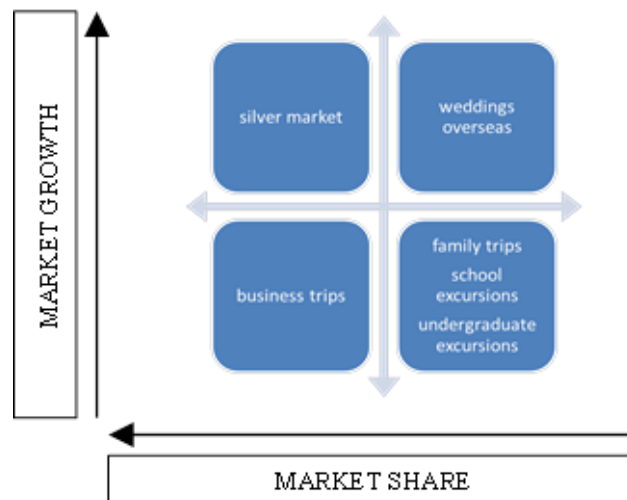 MARKET GROWTH
silver market
weddings
overseas
business trips
family trips
school
excursions
undergraduate
excursions
MARKET SHARE